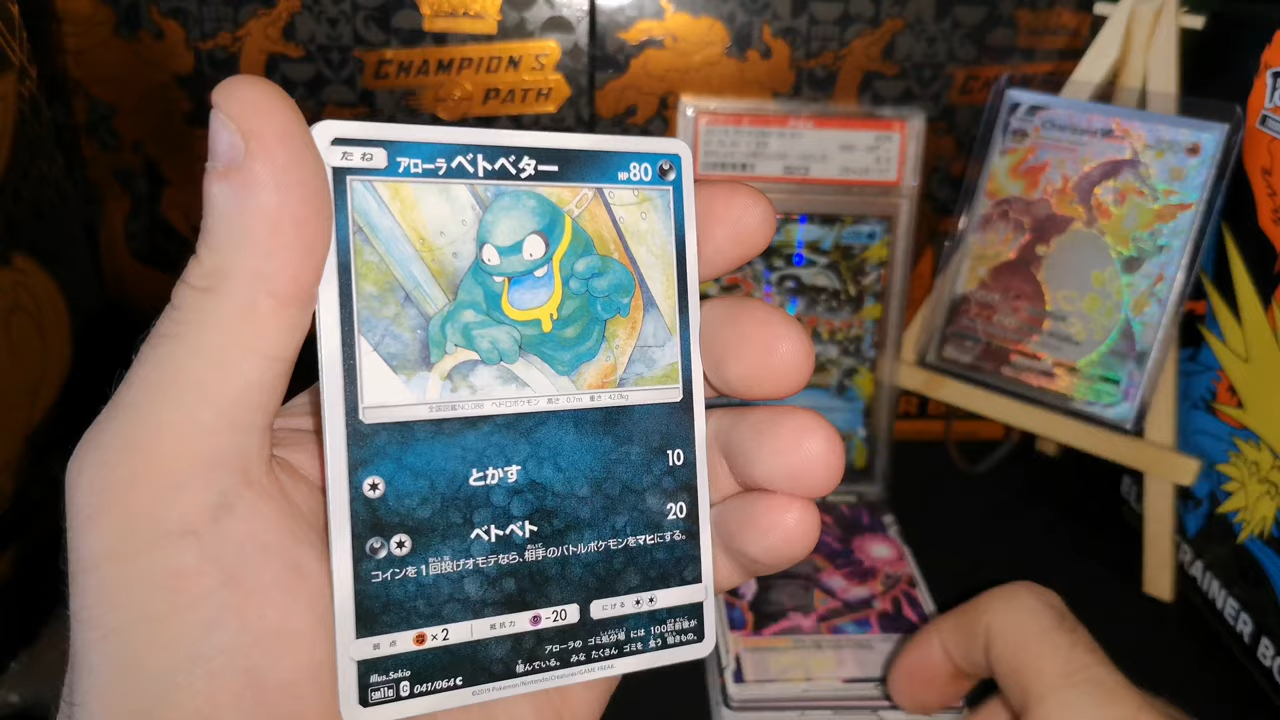 CHAMPION'S
PATH
たね
アローラ ベトベター
HP80
全国図鑑NO.088 ヘドロポケモン 高さ:0.7m 重さ:42.0kg
とかす 10
ベトベト 20
コインを1回投げオモテなら、相手のバトルポケモンをマヒにする。
弱点 ×2 抵抗力 -20 にげる
アローラの ゴミ処分場 には 100匹前後が
棲んでいる。 みな たくさん ゴミを 食う 働きもの。
Illus.Sekio
sm11a G 041/064 C
©2019 Pokémon/Nintendo/Creatures/GAME FREAK.
TRAINER